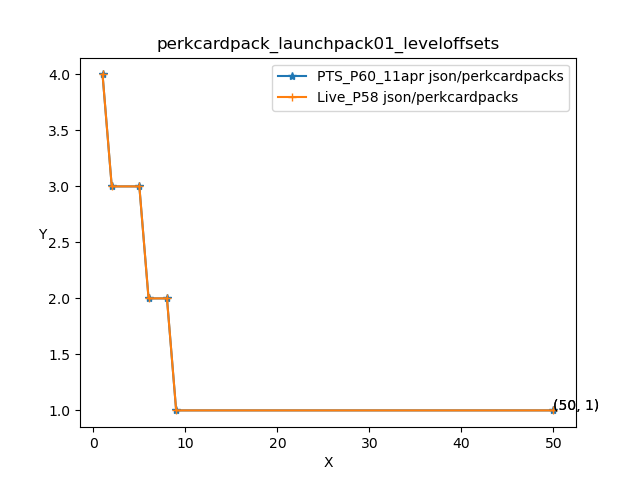 perkcardpack_launchpack01_leveloffsets
PTS_P60_11apr json/perkcardpacks
Live_P58 json/perkcardpacks
4.0
3.5
3.0
2.5
2.0
1.5
1.0
Y
(50, 1)
0
10
20
30
40
50
X